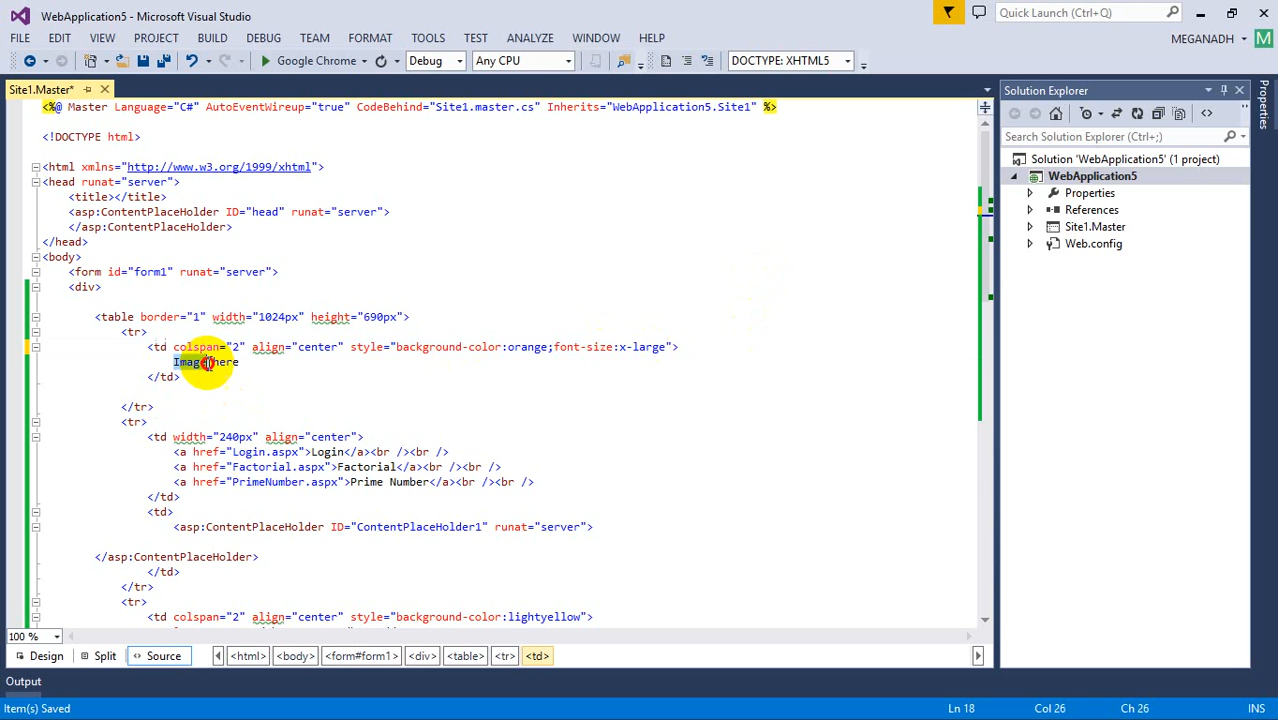 WebApplication5 - Microsoft Visual Studio
Quick Launch (Ctrl+Q)
FILE EDIT VIEW PROJECT BUILD DEBUG TEAM FORMAT TOOLS TEST ANALYZE WINDOW HELP
MEGANADH M
Google Chrome Debug Any CPU DOCTYPE: XHTML5
Site1.Master*
<%@ Master Language="C#" AutoEventWireup="true" CodeBehind="Site1.master.cs" Inherits="WebApplication5.Site1" %>
<!DOCTYPE html>
<html xmlns="http://www.w3.org/1999/xhtml">
<head runat="server">
<title></title>
<asp:ContentPlaceHolder ID="head" runat="server">
</asp:ContentPlaceHolder>
</head>
<body>
<form id="form1" runat="server">
<div>
<table border="1" width="1024px" height="690px">
<tr>
<td colspan="2" align="center" style="background-color:orange;font-size:x-large">
Image here
</td>
</tr>
<tr>
<td width="240px" align="center">
<a href="Login.aspx">Login</a><br /><br />
<a href="Factorial.aspx">Factorial</a><br /><br />
<a href="PrimeNumber.aspx">Prime Number</a><br /><br />
</td>
<td>
<asp:ContentPlaceHolder ID="ContentPlaceHolder1" runat="server">
</asp:ContentPlaceHolder>
</td>
</tr>
<tr>
<td colspan="2" align="center" style="background-color:lightyellow">
100 %
Design Split Source <html> <body> <form#form1> <div> <table> <tr> <td>
Output
Item(s) Saved Ln 18 Col 26 Ch 26 INS
Solution Explorer
Search Solution Explorer (Ctrl+;)
Solution 'WebApplication5' (1 project)
WebApplication5
Properties
References
Site1.Master
Web.config
Properties